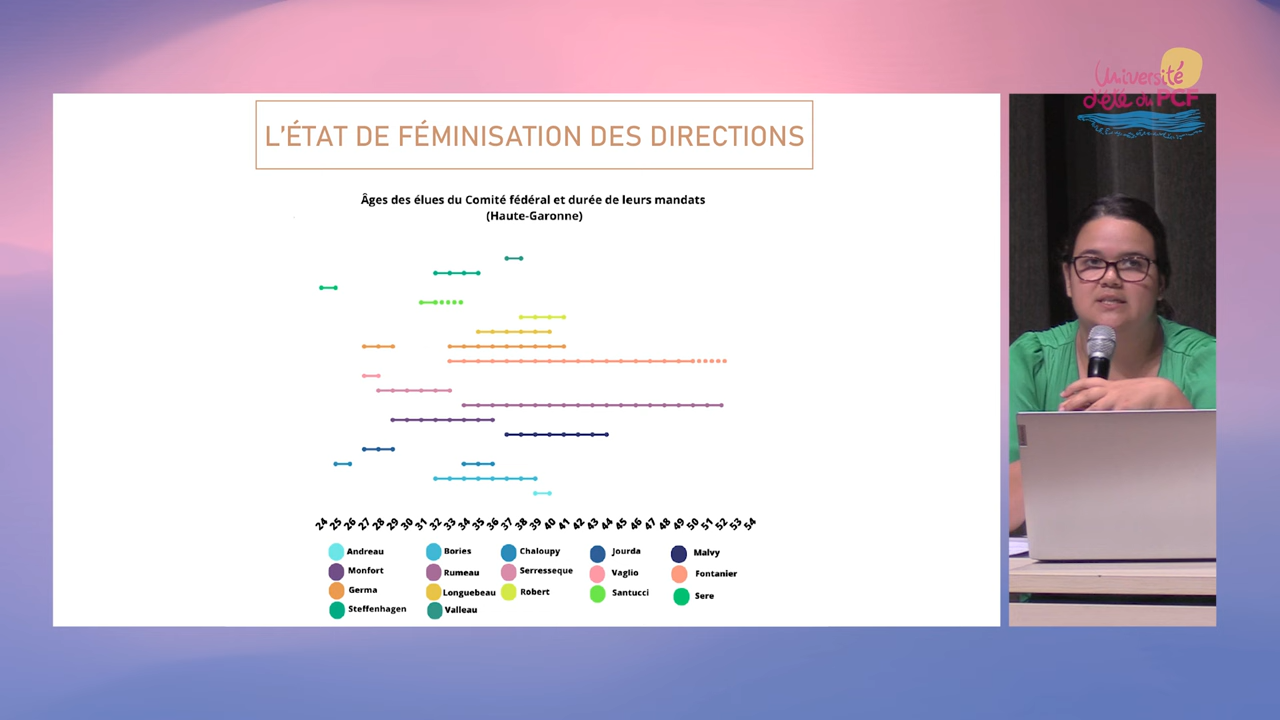 Université
d'été du PCF
L'ÉTAT DE FÉMINISATION DES DIRECTIONS
Âges des élues du Comité fédéral et durée de leurs mandats
(Haute-Garonne)
24 25 26 27 28 29 30 31 32 33 34 35 36 37 38 39 40 41 42 43 44 45 46 47 48 49 50 51 52 53 54
Andreau Bories Chaloupy Jourda Malvy
Monfort Rumeau Serresseque Vaglio Fontanier
Germa Longuebeau Robert Santucci Sere
Steffenhagen Valleau